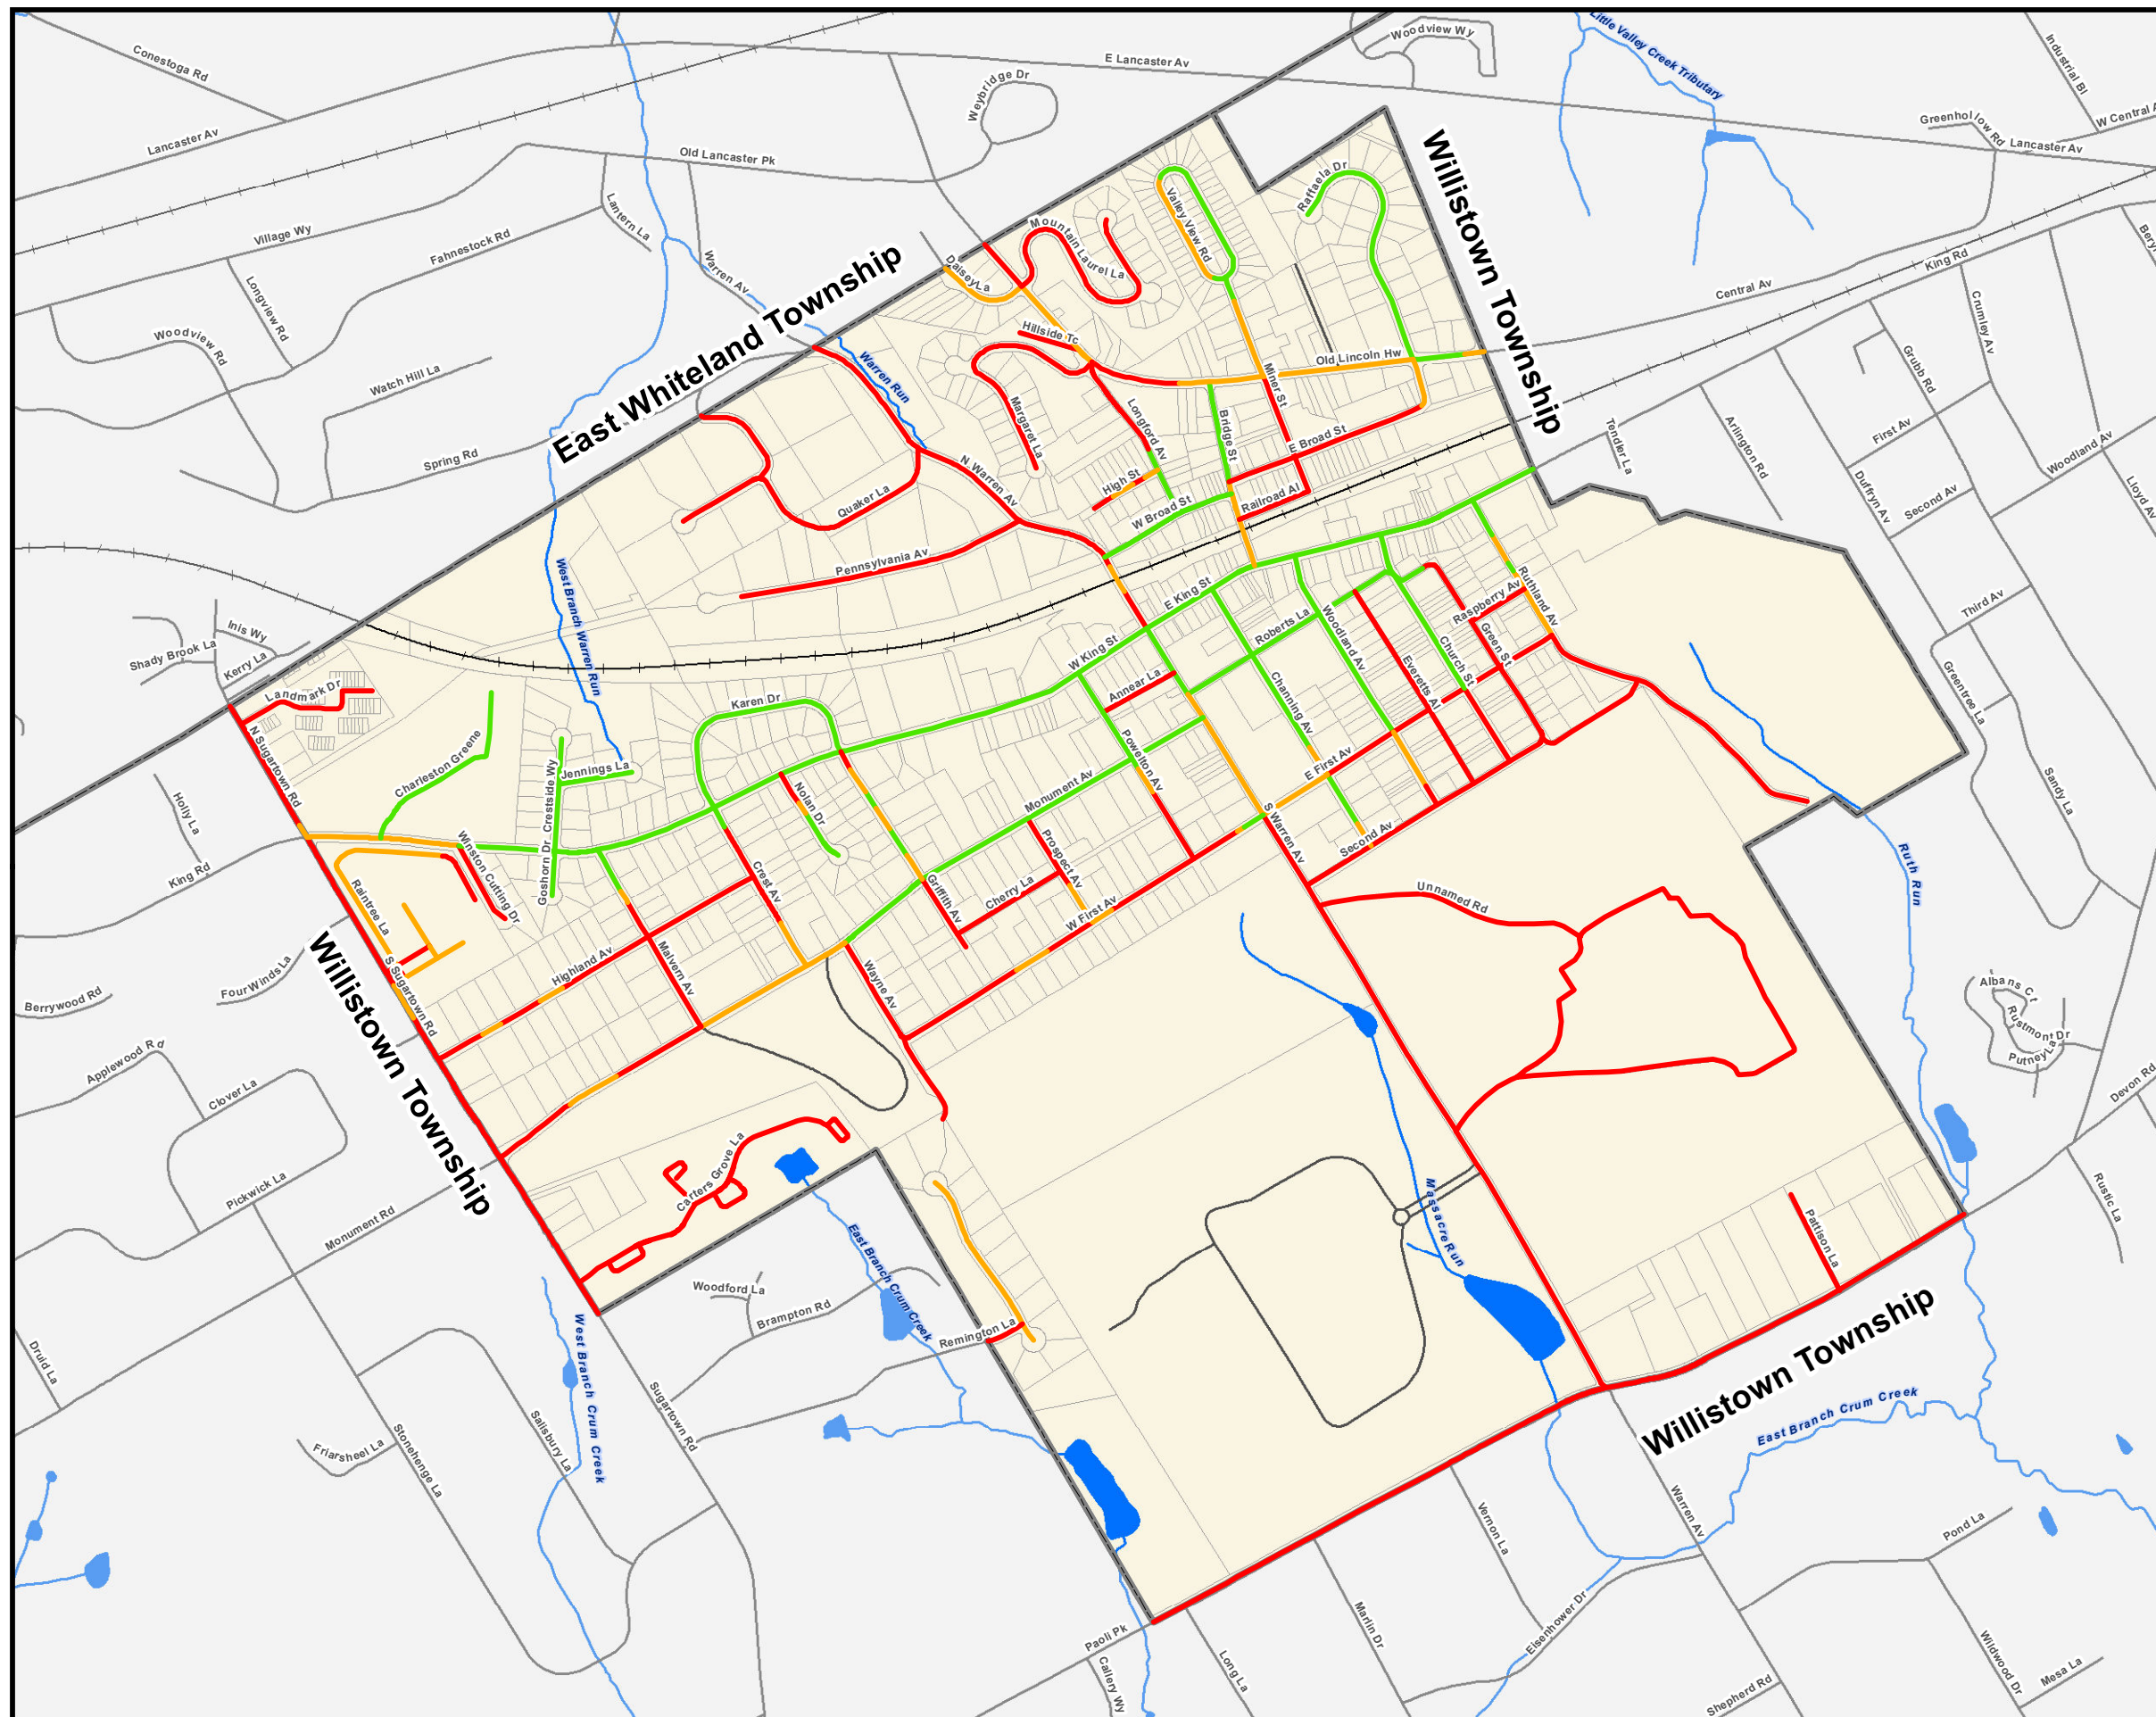 Conestoga Rd
Lancaster Av
E Lancaster Av
Woodview Wy
Little Valley Creek Tributary
Industrial Bl
W Central
Greenhollow Rd
Lancaster Av
Weybridge Dr
Old Lancaster Pk
Village Wy
Fahnestock Rd
Lantern La
Warren Av
Longview Rd
Woodview Rd
Watch Hill La
Spring Rd
East Whiteland Township
Willistown Township
Raffaela Dr
Valley View Rd
Mountain Laurel La
Daisey La
Hillside Tc
Warren Run
Margaret La
Longford Av
Bridge St
Miner St
Old Lincoln Hw
E Broad St
Railroad Al
High St
W Broad St
N Warren Av
Quaker La
Pennsylvania Av
Central Av
King Rd
Crumley Av
Grubb Rd
First Av
Woodland Av
Arlington Rd
Tendler La
Duffryn Av
Second Av
Lloyd Av
Third Av
Greentree La
Sandy La
Inis Wy
Shady Brook La
Kerry La
Landmark Dr
N Sugartown Rd
West Branch Warren Run
Charleston Greene
Karen Dr
Jennings La
Goshorn Dr
Crestside Wy
Winston Cutting Dr
Nolan Dr
W King St
E King St
Annear La
Roberts La
Woodland Av
Everetts Al
Church St
Green St
Raspberry Av
Ruthland Av
Channing Av
Powelton Av
Monument Av
Prospect Av
Cherry La
Griffith Av
Crest Av
E First Av
W First Av
S Warren Av
Second Av
Unnamed Rd
Ruth Run
Holly La
King Rd
Raintree La
S Sugartown Rd
Highland Av
Malvern Av
Wayne Av
Four Winds La
Berrywood Rd
Willistown Township
Applewood Rd
Clover La
Pickwick La
Monument Rd
Carters Grove La
East Branch Crum Creek
Woodford La
Brampton Rd
Remington La
Massacre Run
Pattison La
Albans Ct
Rustmont Dr
Putney La
Devon Rd
Rustic La
Willistown Township
East Branch Crum Creek
West Branch Crum Creek
Druid La
Friarsheel La
Stonehenge La
Salisbury La
Sugartown Rd
Paoli Pk
Callery Wy
Long La
Marlin Dr
Vernon La
Eisenhower Dr
Warren Av
Pond La
Wildwood Dr
Mesa La
Shepherd Rd